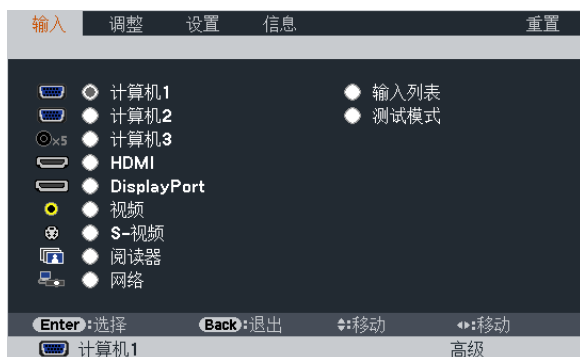 输入 调整 设置 信息 重置
计算机1 输入列表
计算机2 测试模式
×5 计算机3
HDMI
DisplayPort
视频
S-视频
阅读器
网络
Enter:选择 Back:退出 :移动 :移动
计算机1 高级